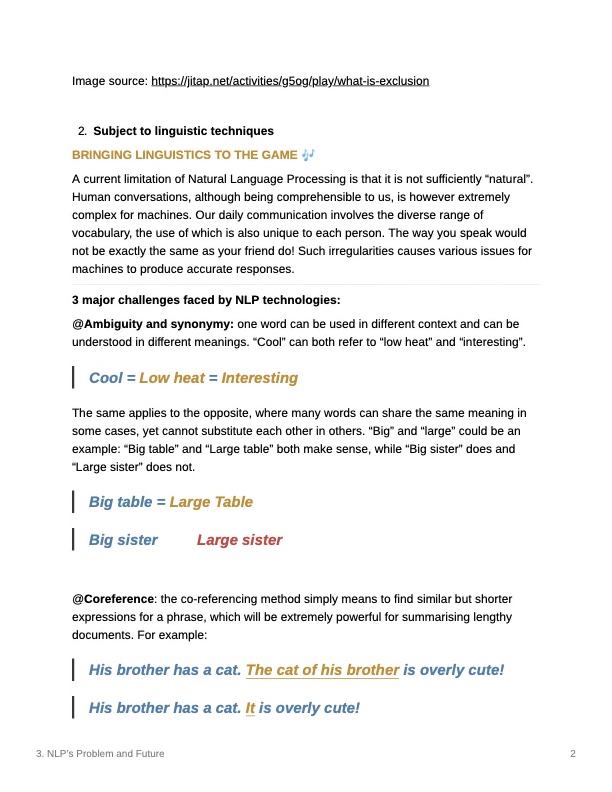 Image source: https://jitap.net/activities/g5og/play/what-is-exclusion
2. Subject to linguistic techniques
BRINGING LINGUISTICS TO THE GAME 🎶
A current limitation of Natural Language Processing is that it is not sufficiently “natural”.
Human conversations, although being comprehensible to us, is however extremely
complex for machines. Our daily communication involves the diverse range of
vocabulary, the use of which is also unique to each person. The way you speak would
not be exactly the same as your friend do! Such irregularities causes various issues for
machines to produce accurate responses.
3 major challenges faced by NLP technologies:
@Ambiguity and synonymy: one word can be used in different context and can be
understood in different meanings. “Cool” can both refer to “low heat” and “interesting”.
Cool = Low heat = Interesting
The same applies to the opposite, where many words can share the same meaning in
some cases, yet cannot substitute each other in others. “Big” and “large” could be an
example: “Big table” and “Large table” both make sense, while “Big sister” does and
“Large sister” does not.
Big table = Large Table
Big sister Large sister
@Coreference: the co-referencing method simply means to find similar but shorter
expressions for a phrase, which will be extremely powerful for summarising lengthy
documents. For example:
His brother has a cat. The cat of his brother is overly cute!
His brother has a cat. It is overly cute!
3. NLP's Problem and Future 2